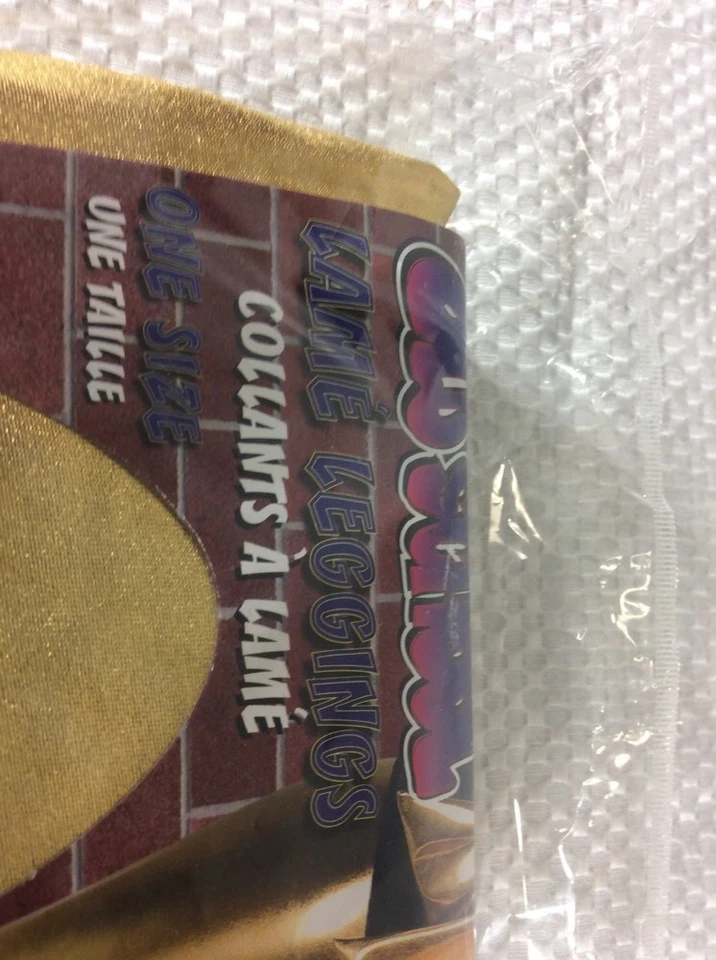 LAMÉ LEGGINGS
COLLANTS À LAMÉ
ONE SIZE
UNE TAILLE